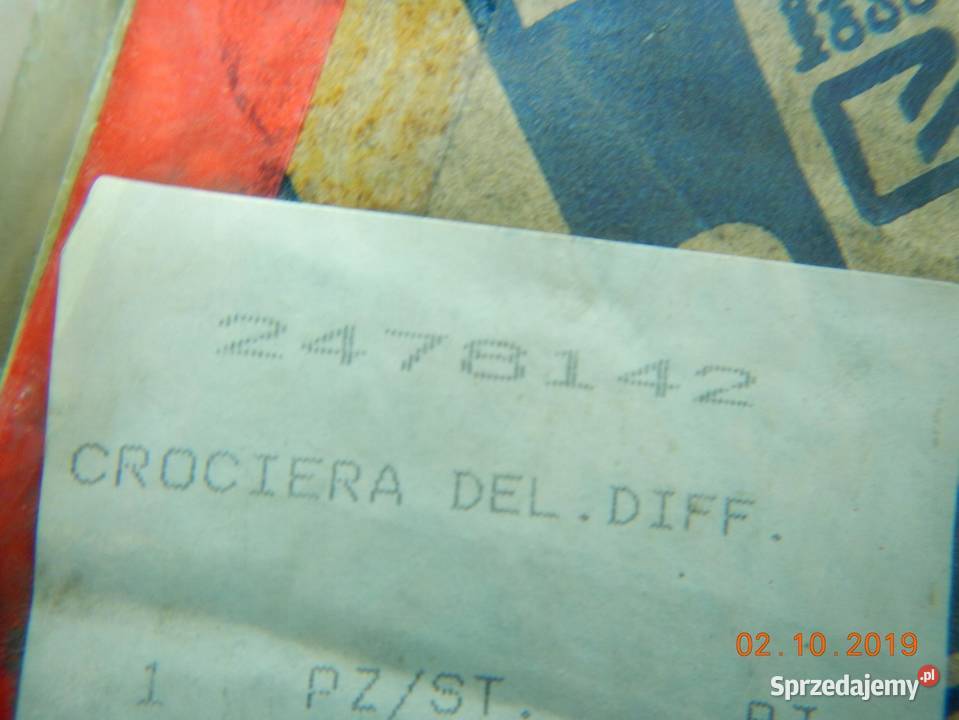 2478142
CROCIERA DEL.DIFF.
1 PZ/ST.
02.10.2019
Sprzedajemy.pl